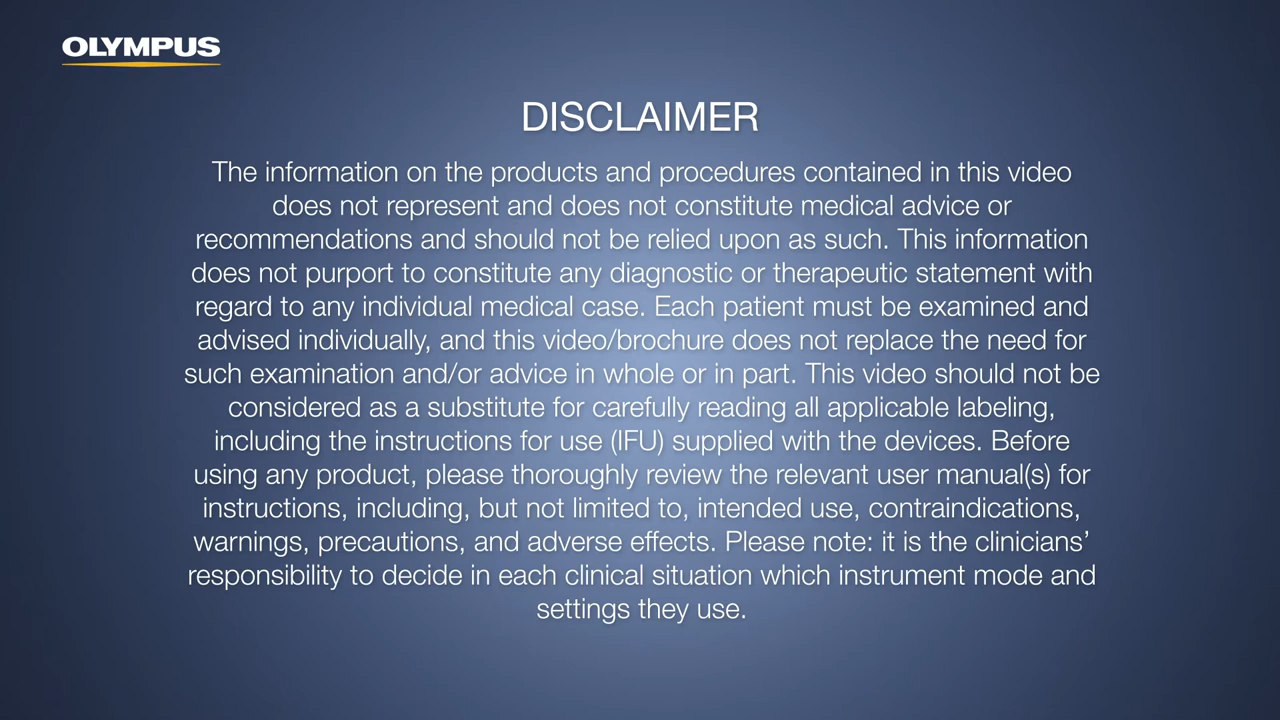 OLYMPUS
DISCLAIMER
The information on the products and procedures contained in this video
does not represent and does not constitute medical advice or
recommendations and should not be relied upon as such. This information
does not purport to constitute any diagnostic or therapeutic statement with
regard to any individual medical case. Each patient must be examined and
advised individually, and this video/brochure does not replace the need for
such examination and/or advice in whole or in part. This video should not be
considered as a substitute for carefully reading all applicable labeling,
including the instructions for use (IFU) supplied with the devices. Before
using any product, please thoroughly review the relevant user manual(s) for
instructions, including, but not limited to, intended use, contraindications,
warnings, precautions, and adverse effects. Please note: it is the clinicians’
responsibility to decide in each clinical situation which instrument mode and
settings they use.